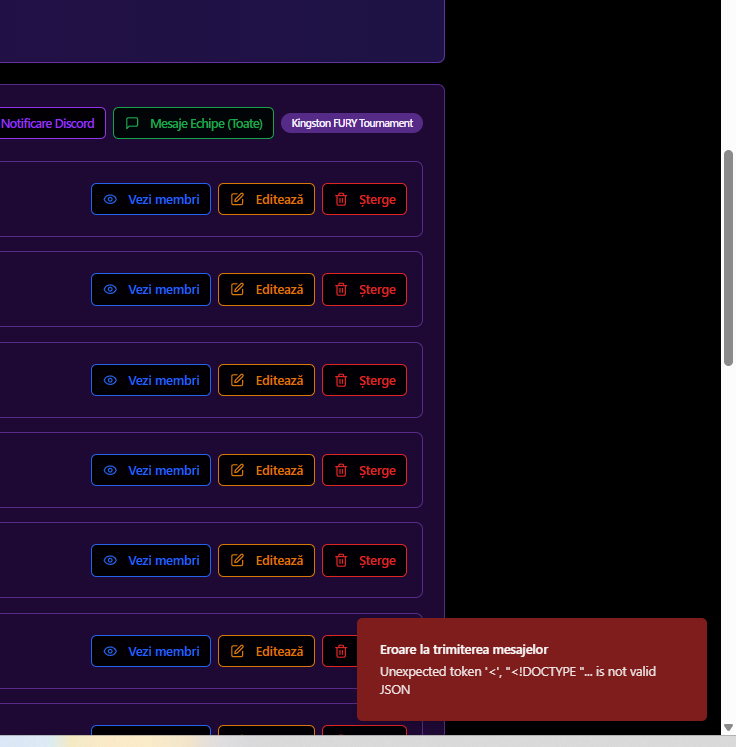 Notificare Discord Mesaje Echipe (Toate) Kingston FURY Tournament
Vezi membri Editează Șterge
Vezi membri Editează Șterge
Vezi membri Editează Șterge
Vezi membri Editează Șterge
Vezi membri Editează Șterge
Vezi membri Editează
Eroare la trimiterea mesajelor
Unexpected token '<', "<!DOCTYPE "... is not valid
JSON